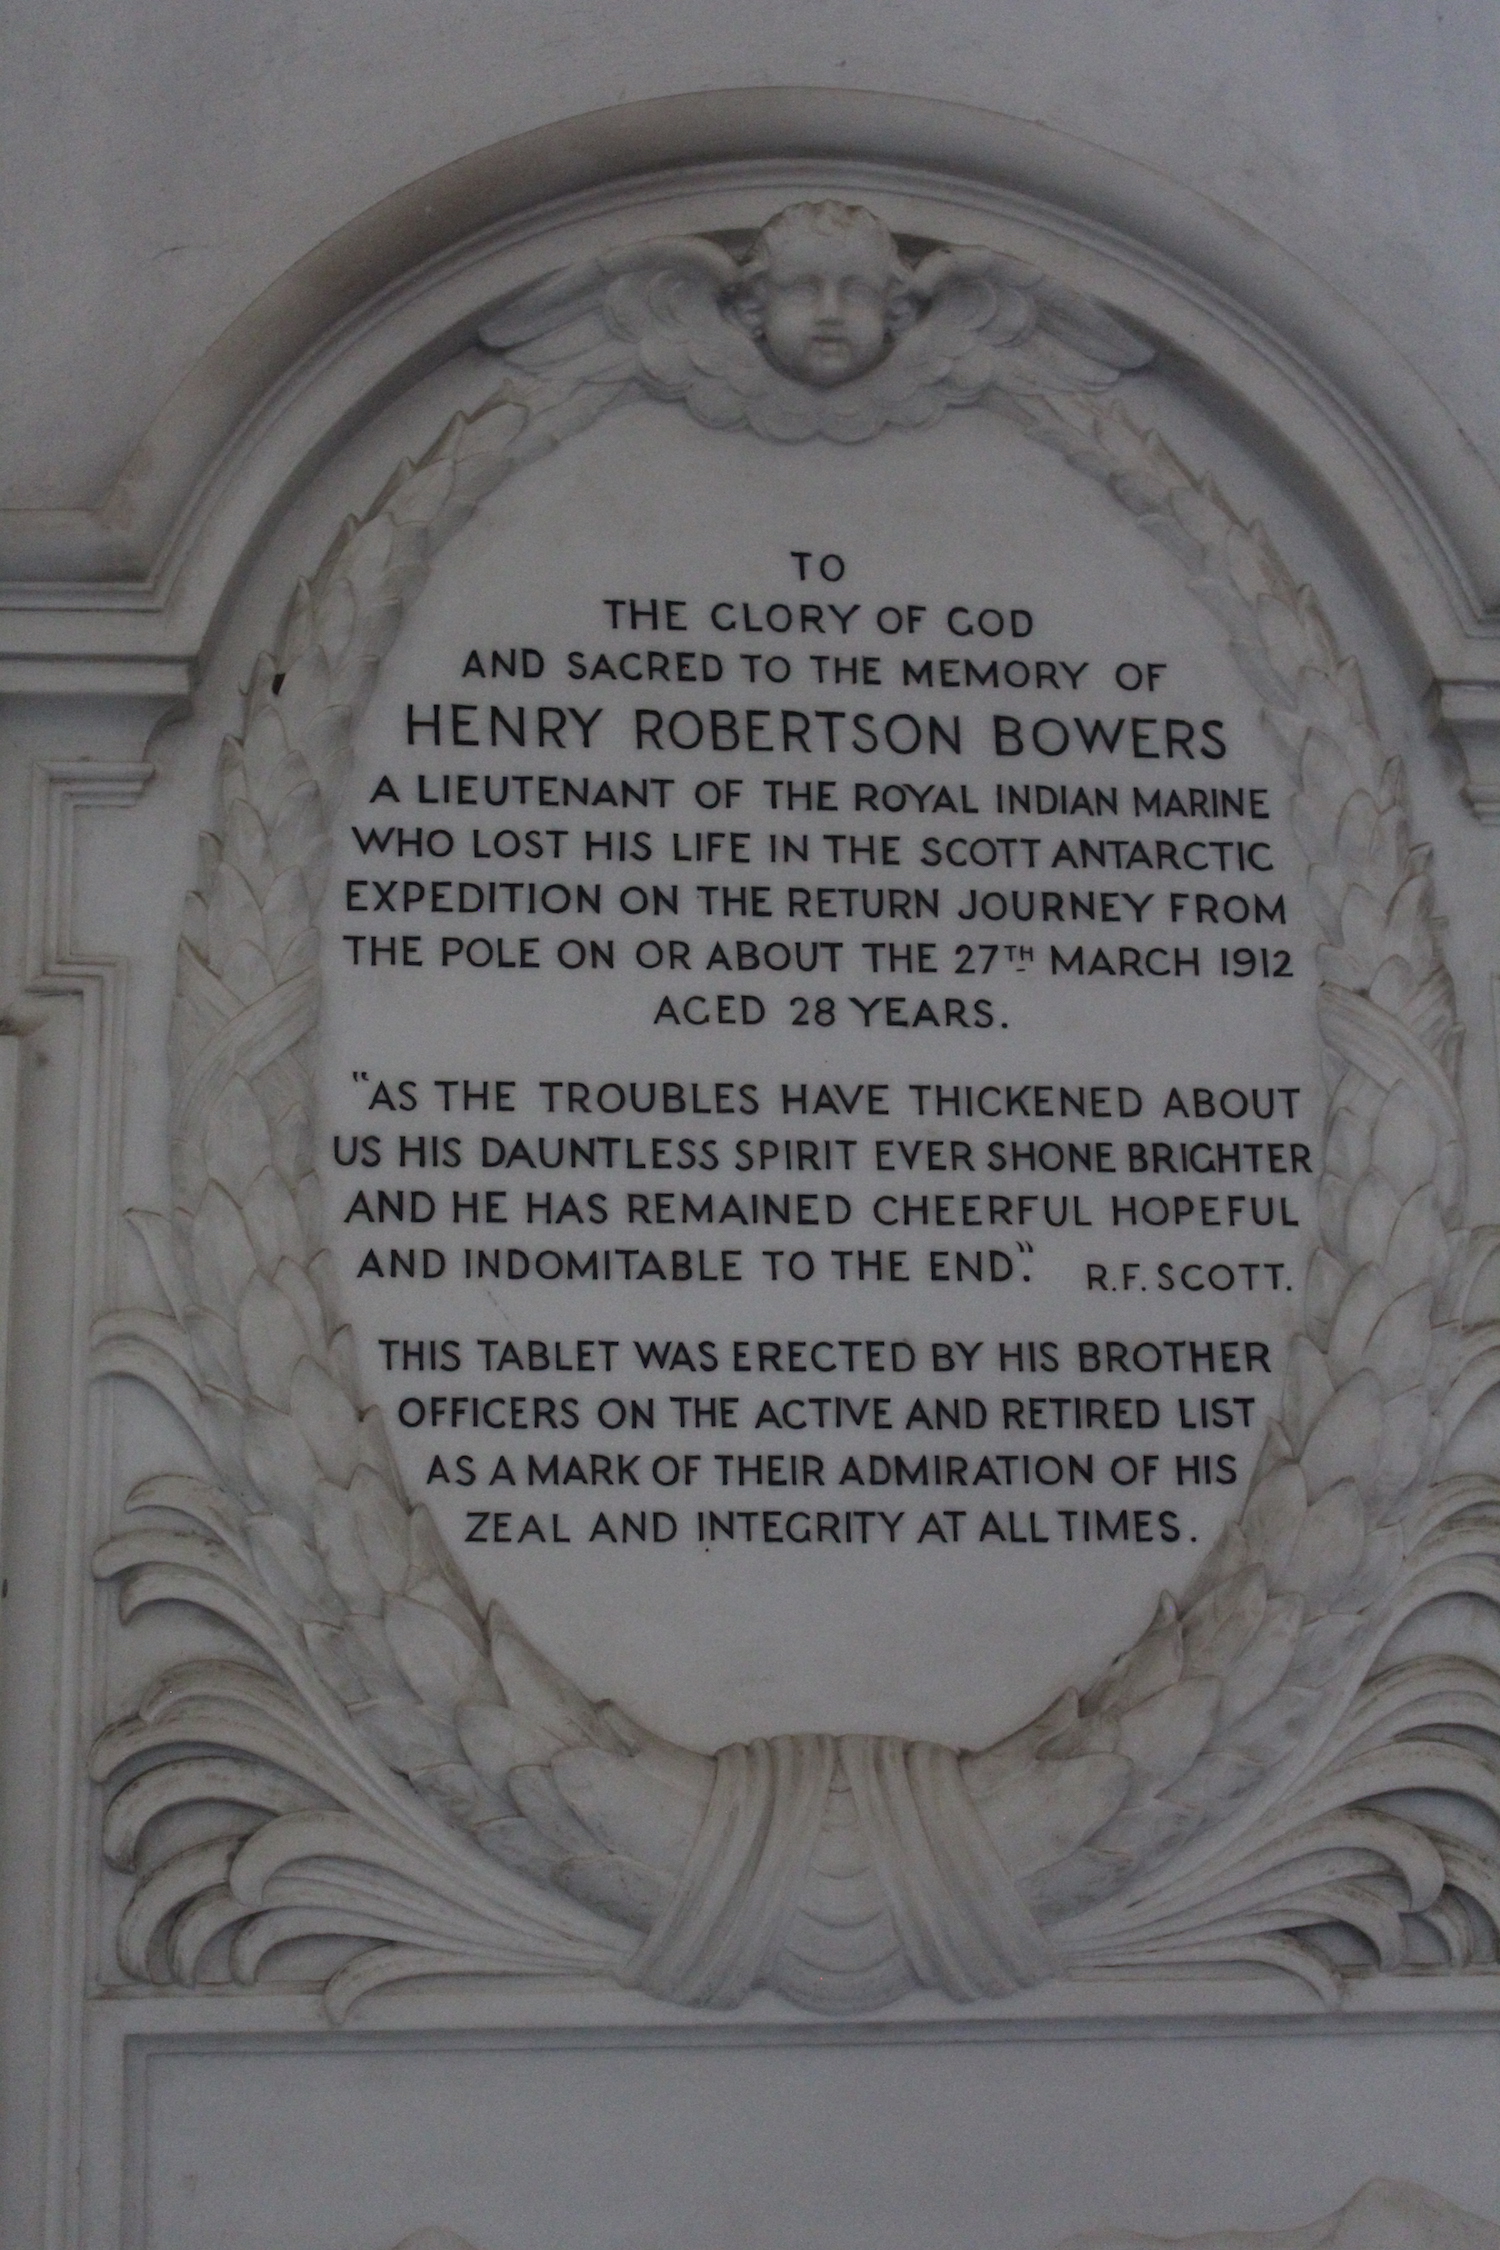 TO
THE GLORY OF GOD
AND SACRED TO THE MEMORY OF
HENRY ROBERTSON BOWERS
A LIEUTENANT OF THE ROYAL INDIAN MARINE
WHO LOST HIS LIFE IN THE SCOTT ANTARCTIC
EXPEDITION ON THE RETURN JOURNEY FROM
THE POLE ON OR ABOUT THE 27TH MARCH 1912
AGED 28 YEARS.
"AS THE TROUBLES HAVE THICKENED ABOUT
US HIS DAUNTLESS SPIRIT EVER SHONE BRIGHTER
AND HE HAS REMAINED CHEERFUL HOPEFUL
AND INDOMITABLE TO THE END". R.F. SCOTT.
THIS TABLET WAS ERECTED BY HIS BROTHER
OFFICERS ON THE ACTIVE AND RETIRED LIST
AS A MARK OF THEIR ADMIRATION OF HIS
ZEAL AND INTEGRITY AT ALL TIMES.